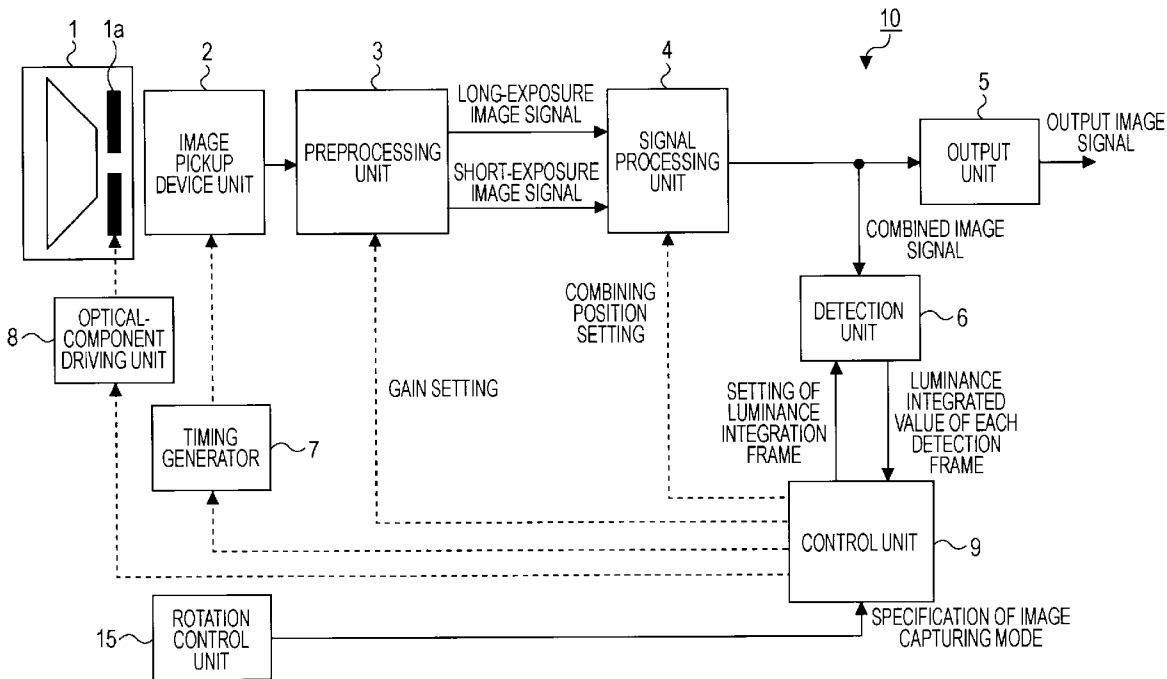 10
1
1a
2
3
4
5
LONG-EXPOSURE
IMAGE SIGNAL
SHORT-EXPOSURE
IMAGE SIGNAL
IMAGE
PICKUP
DEVICE UNIT
PREPROCESSING
UNIT
SIGNAL
PROCESSING
UNIT
OUTPUT
UNIT
OUTPUT IMAGE
SIGNAL
COMBINED IMAGE
SIGNAL
8
OPTICAL-
COMPONENT
DRIVING UNIT
COMBINING
POSITION
SETTING
DETECTION
UNIT
6
GAIN SETTING
SETTING OF
LUMINANCE
INTEGRATION
FRAME
LUMINANCE
INTEGRATED
VALUE OF EACH
DETECTION
FRAME
TIMING
GENERATOR
7
CONTROL UNIT
9
15
ROTATION
CONTROL
UNIT
SPECIFICATION OF IMAGE
CAPTURING MODE